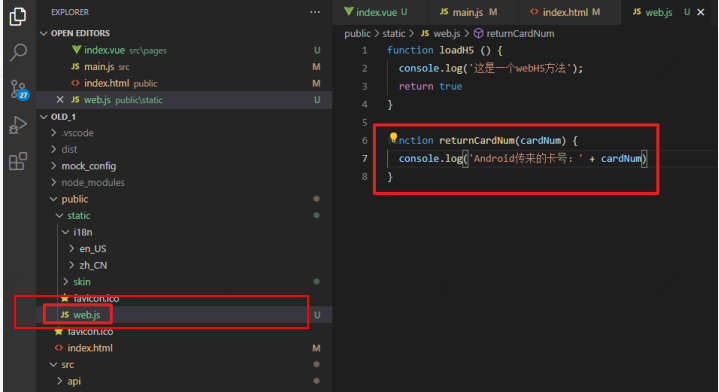 EXPLORER ...
OPEN EDITORS
index.vue src\pages U
JS main.js src M
<> index.html public M
× JS web.js public\static U
OLD_1
> .vscode
> dist
> mock_config
> node_modules
public
static
i18n
> en_US
> zh_CN
> skin
favicon.ico
JS web.js U
favicon.ico
<> index.html M
src
> api
27
index.vue U
JS main.js M
<> index.html M
JS web.js U ×
public > static > JS web.js > returnCardNum
1 function loadH5 () {
2 console.log('这是一个webH5方法');
3 return true
4 }
5
6 nction returnCardNum(cardNum) {
7 console.log('Android传来的卡号：' + cardNum)
8 }